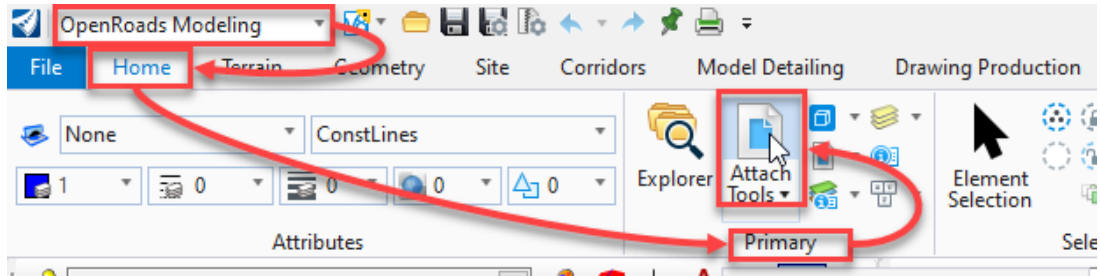 OpenRoads Modeling
File Home Terrain Geometry Site Corridors Model Detailing Drawing Production
None ConstLines
1 0 0 0 0
Explorer
Attach
Tools
Element
Selection
Attributes Primary Sele